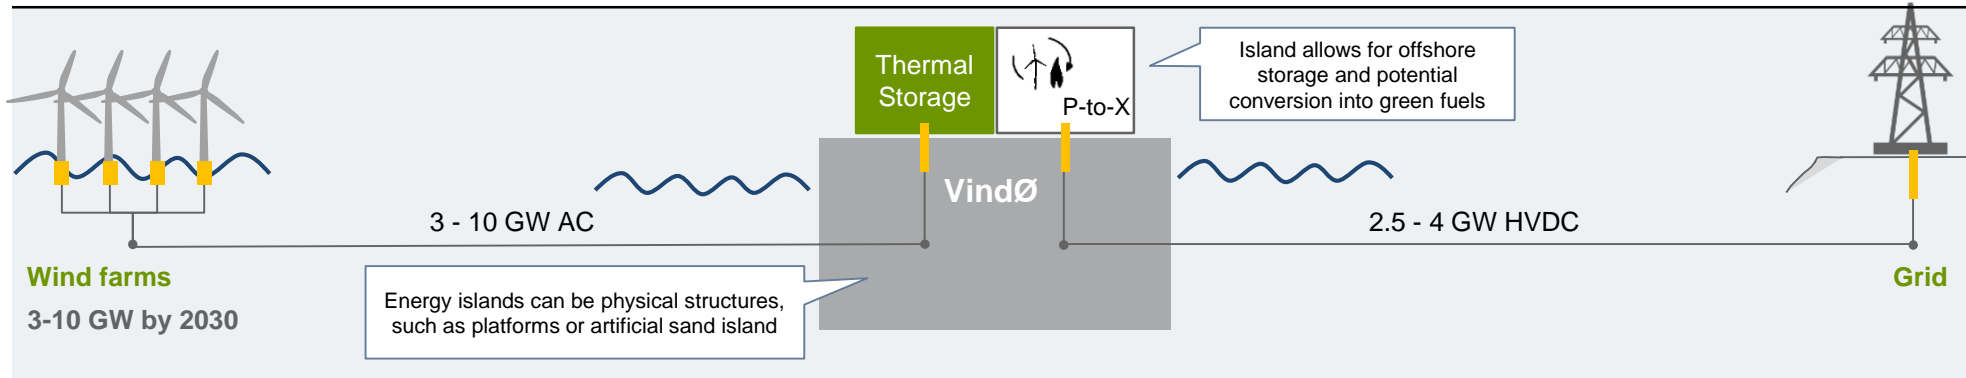 Thermal
Storage
P-to-X
Island allows for offshore
storage and potential
conversion into green fuels
VindØ
3 - 10 GW AC
2.5 - 4 GW HVDC
Wind farms
3-10 GW by 2030
Energy islands can be physical structures,
such as platforms or artificial sand island
Grid